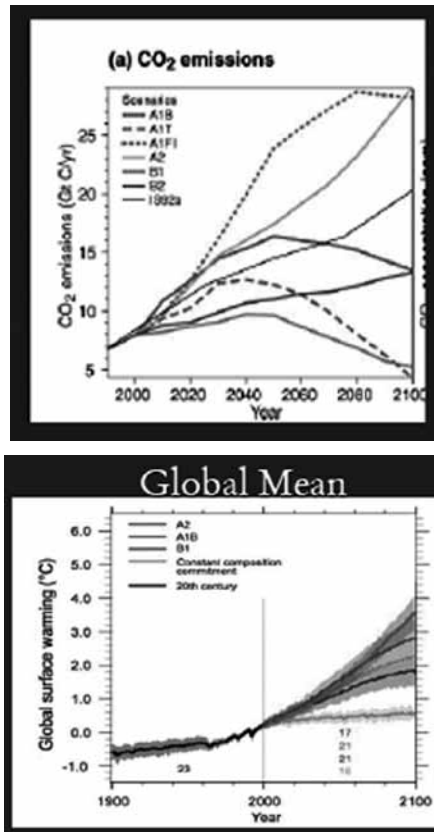 (a) CO2 emissions
Scenarios
A1B
A1T
A1FI
A2
B1
B2
IS92a
CO2 emissions (Gt C/yr)
25
20
15
10
5
2000 2020 2040 2060 2080 2100
Year
Global Mean
A2
A1B
B1
Constant composition
commitment
20th century
Global surface warming (°C)
6.0
5.0
4.0
3.0
2.0
1.0
0.0
-1.0
23
17
21
21
16
1900 2000 2100
Year